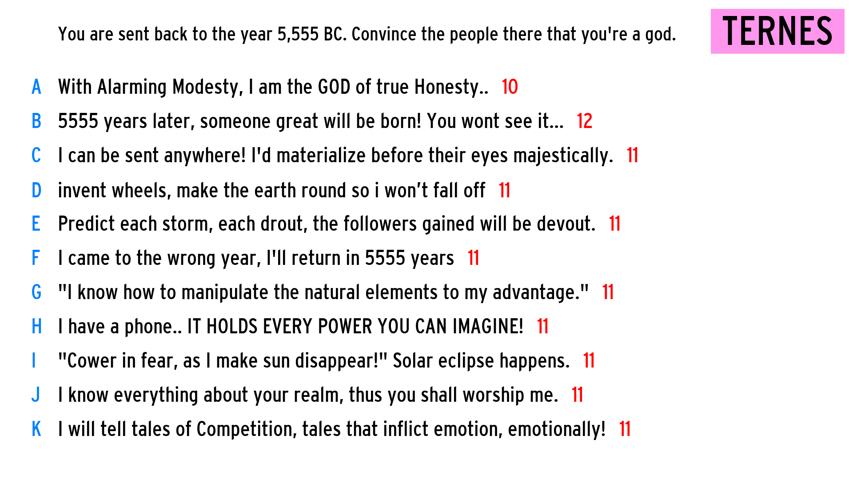 You are sent back to the year 5,555 BC. Convince the people there that you're a god.
TERNES
A With Alarming Modesty, I am the GOD of true Honesty.. 10
B 5555 years later, someone great will be born! You wont see it... 12
C I can be sent anywhere! I'd materialize before their eyes majestically. 11
D invent wheels, make the earth round so i won’t fall off 11
E Predict each storm, each drout, the followers gained will be devout. 11
F I came to the wrong year, I'll return in 5555 years 11
G "I know how to manipulate the natural elements to my advantage." 11
H I have a phone.. IT HOLDS EVERY POWER YOU CAN IMAGINE! 11
I "Cower in fear, as I make sun disappear!" Solar eclipse happens. 11
J I know everything about your realm, thus you shall worship me. 11
K I will tell tales of Competition, tales that inflict emotion, emotionally! 11